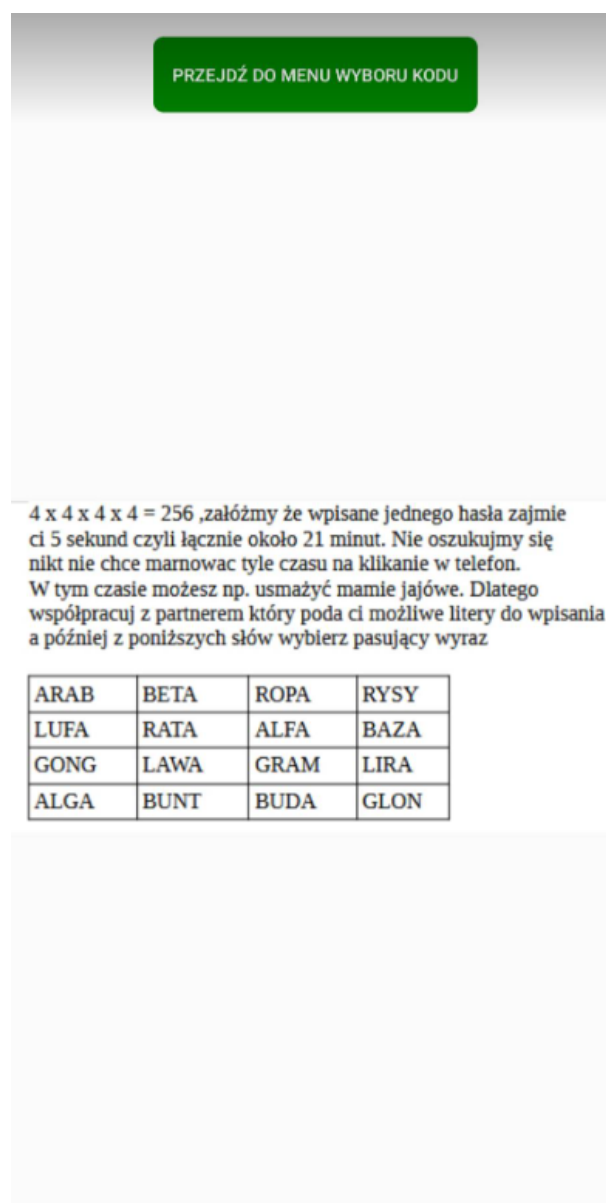 PRZEJDŹ DO MENU WYBORU KODU
4 x 4 x 4 x 4 = 256 ,załóżmy że wpisane jednego hasła zajmie
ci 5 sekund czyli łącznie około 21 minut. Nie oszukujmy się
nikt nie chce marnowac tyle czasu na klikanie w telefon.
W tym czasie możesz np. usmażyć mamie jajówe. Dlatego
współpracuj z partnerem który poda ci możliwe litery do wpisania
a później z poniższych słów wybierz pasujący wyraz
ARAB BETA ROPA RYSY
LUFA RATA ALFA BAZA
GONG LAWA GRAM LIRA
ALGA BUNT BUDA GLON